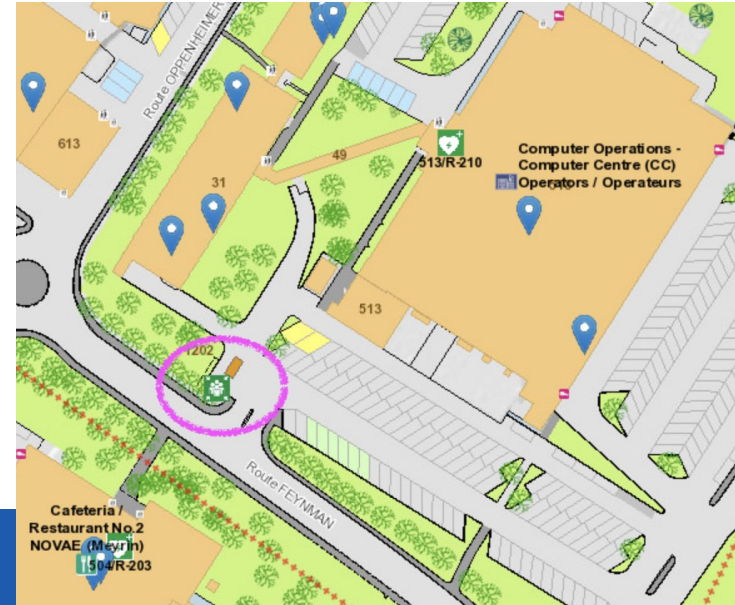 Route OPPENHEIMER
613
31
49
513/R-210
Computer Operations -
Computer Centre (CC)
Operators / Operateurs
513
1202
Route FEYNMAN
Cafeteria /
Restaurant No.2
NOVAE (Meyrin)
504/R-203